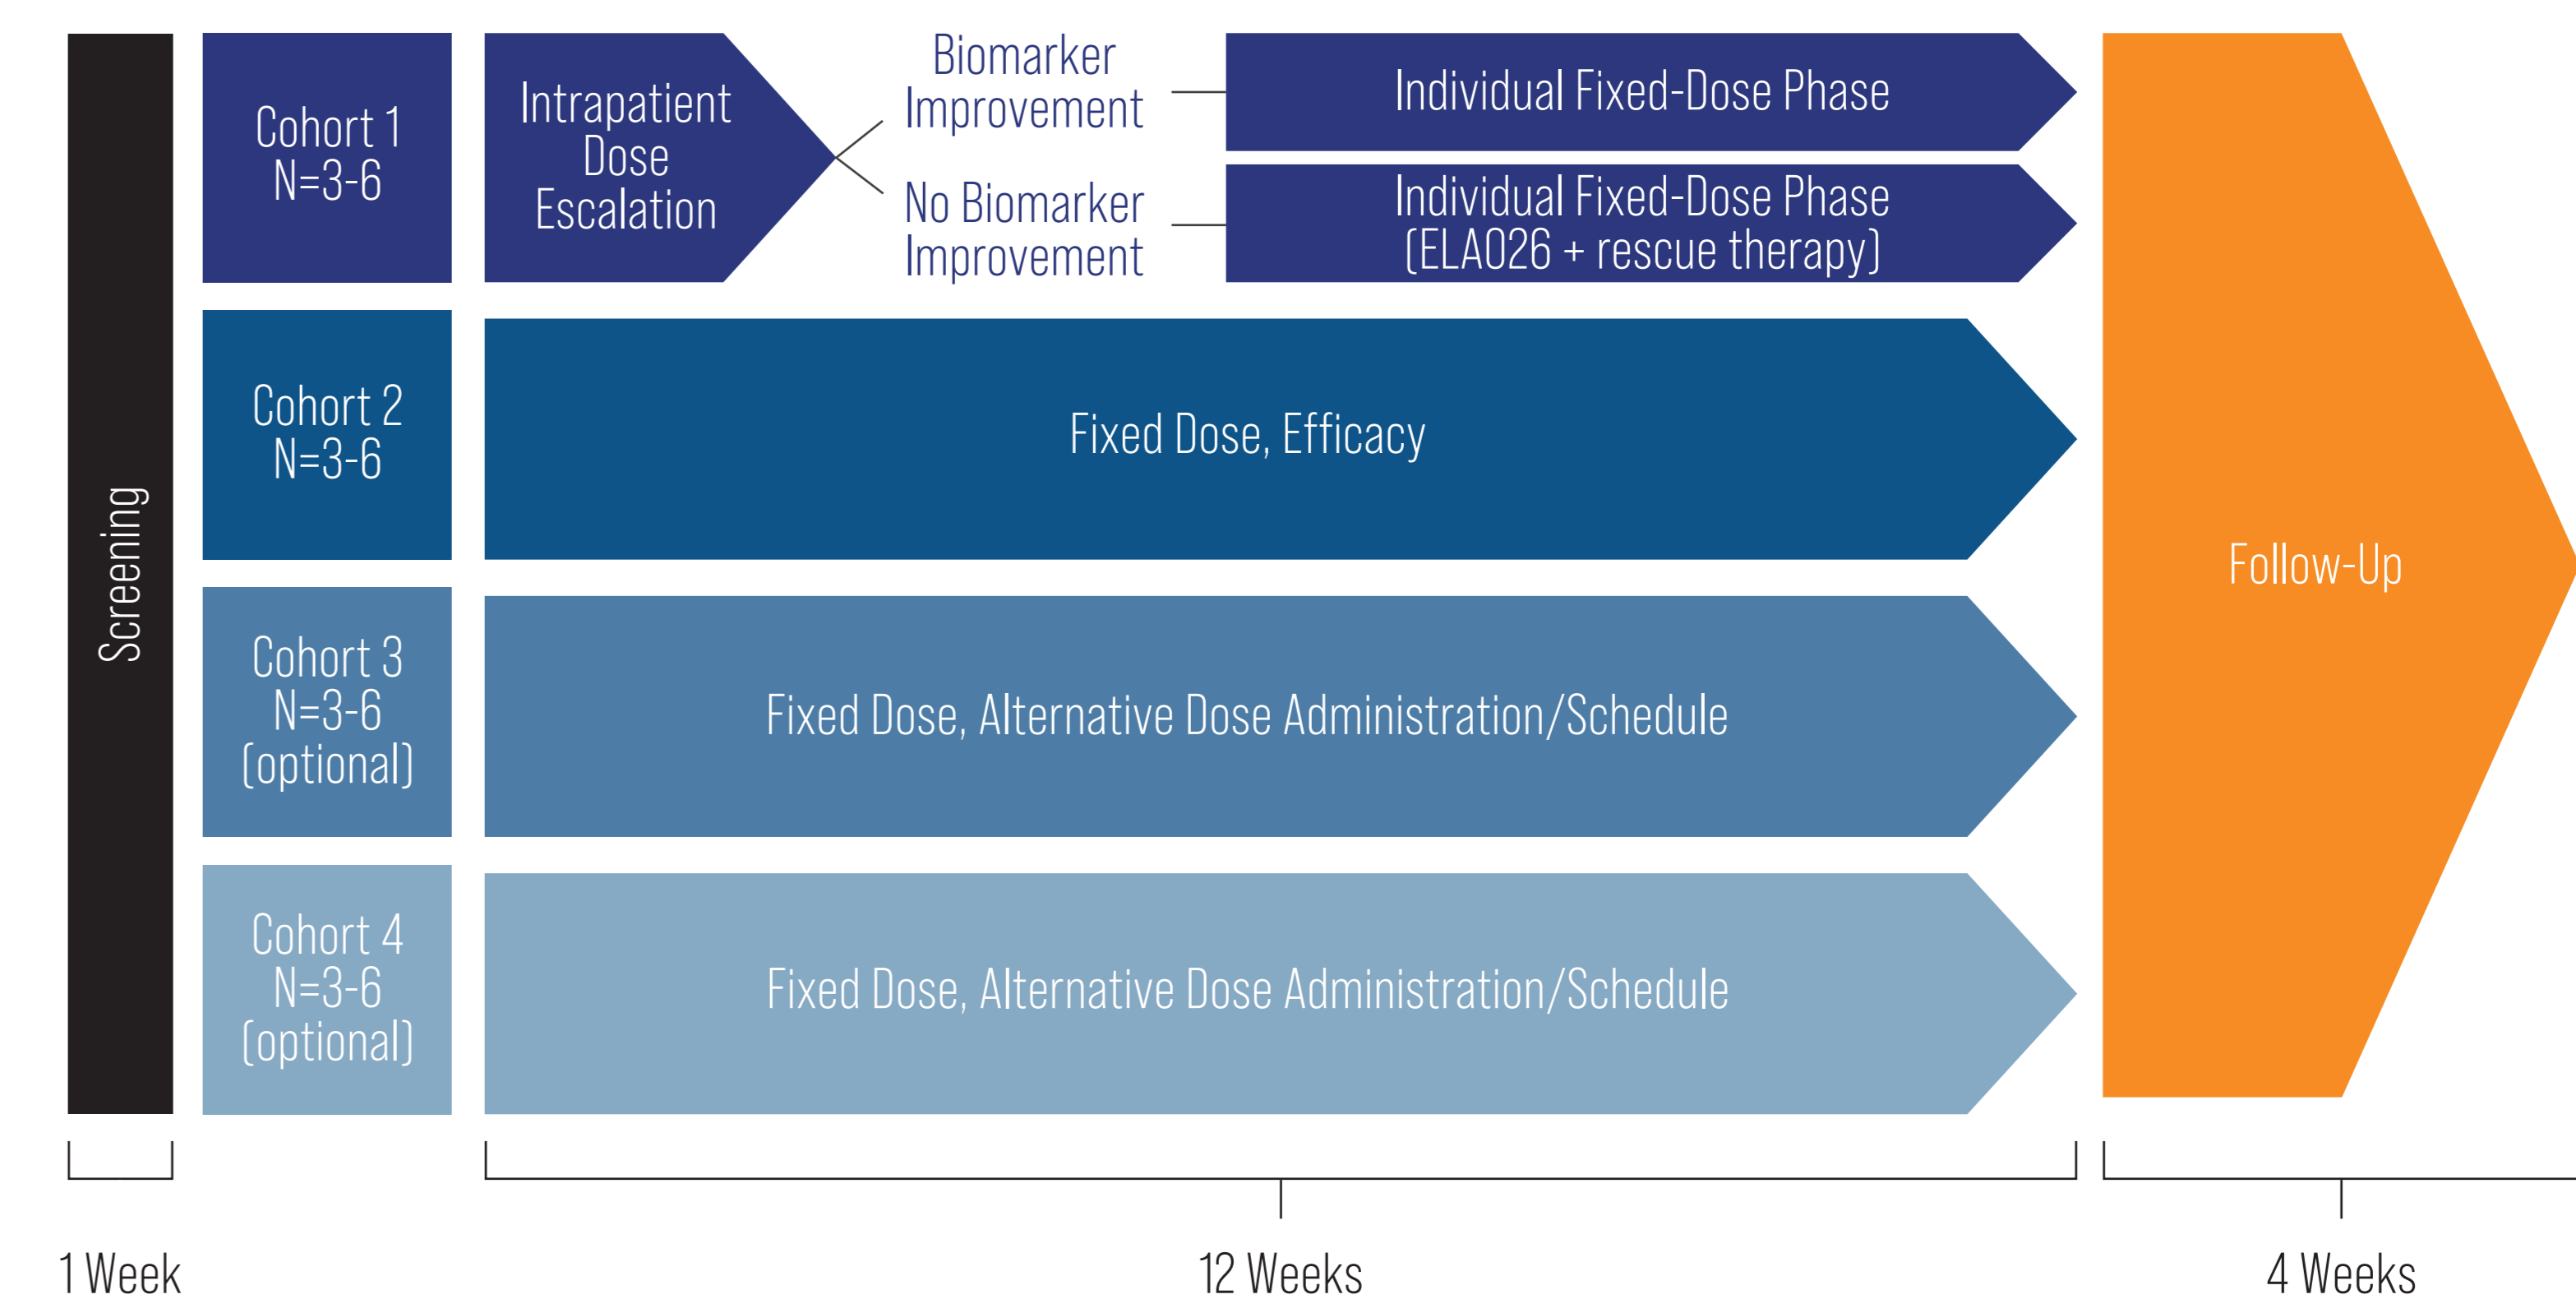 Screening
Cohort 1
N=3-6
Intrapatient
Dose
Escalation
Biomarker
Improvement
Individual Fixed-Dose Phase
No Biomarker
Improvement
Individual Fixed-Dose Phase
(ELA026 + rescue therapy)
Cohort 2
N=3-6
Fixed Dose, Efficacy
Cohort 3
N=3-6
(optional)
Fixed Dose, Alternative Dose Administration/Schedule
Cohort 4
N=3-6
(optional)
Fixed Dose, Alternative Dose Administration/Schedule
Follow-Up
1 Week
12 Weeks
4 Weeks